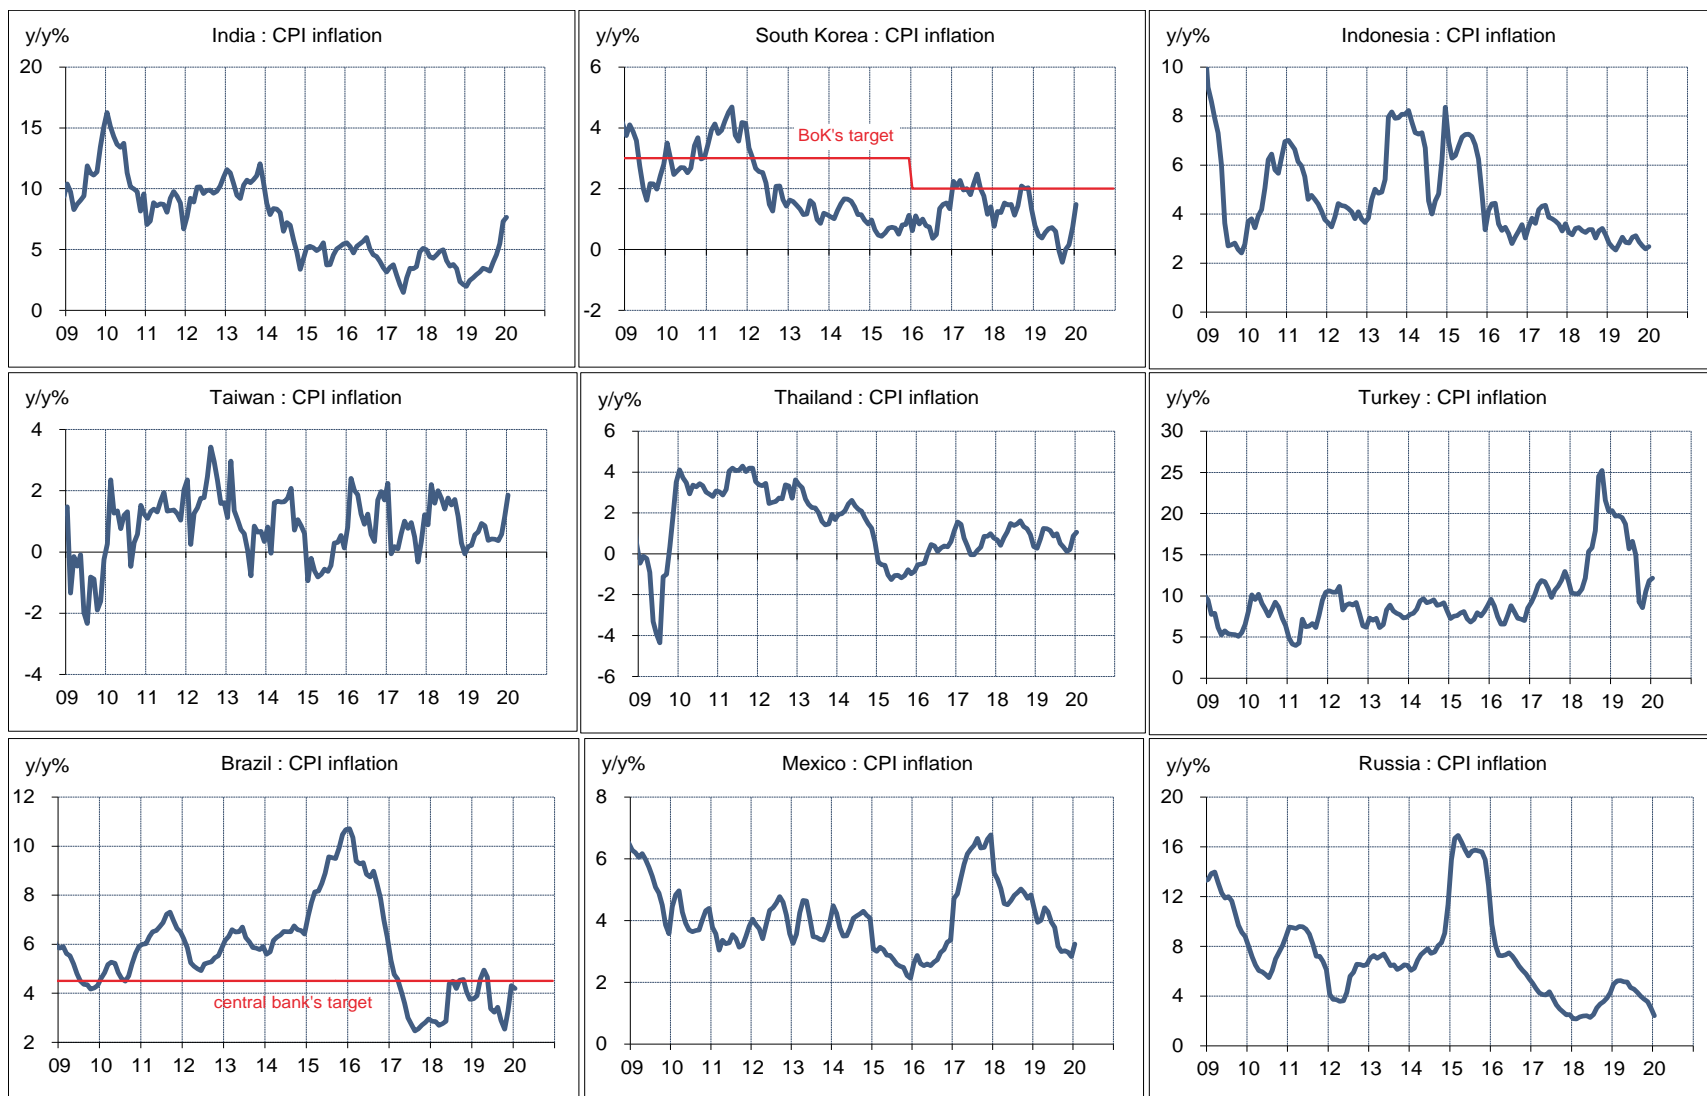 y/y% India : CPI inflation
20
15
10
5
0
09 10 11 12 13 14 15 16 17 18 19 20
y/y% South Korea : CPI inflation
6
4
BoK's target
2
0
-2
09 10 11 12 13 14 15 16 17 18 19 20
y/y% Indonesia : CPI inflation
10
8
6
4
2
0
09 10 11 12 13 14 15 16 17 18 19 20
y/y% Taiwan : CPI inflation
4
2
0
-2
-4
09 10 11 12 13 14 15 16 17 18 19 20
y/y% Thailand : CPI inflation
6
4
2
0
-2
-4
-6
09 10 11 12 13 14 15 16 17 18 19 20
y/y% Turkey : CPI inflation
30
25
20
15
10
5
0
09 10 11 12 13 14 15 16 17 18 19 20
y/y% Brazil : CPI inflation
12
10
8
6
4
central bank's target
2
09 10 11 12 13 14 15 16 17 18 19 20
y/y% Mexico : CPI inflation
8
6
4
2
0
09 10 11 12 13 14 15 16 17 18 19 20
y/y% Russia : CPI inflation
20
16
12
8
4
0
09 10 11 12 13 14 15 16 17 18 19 20